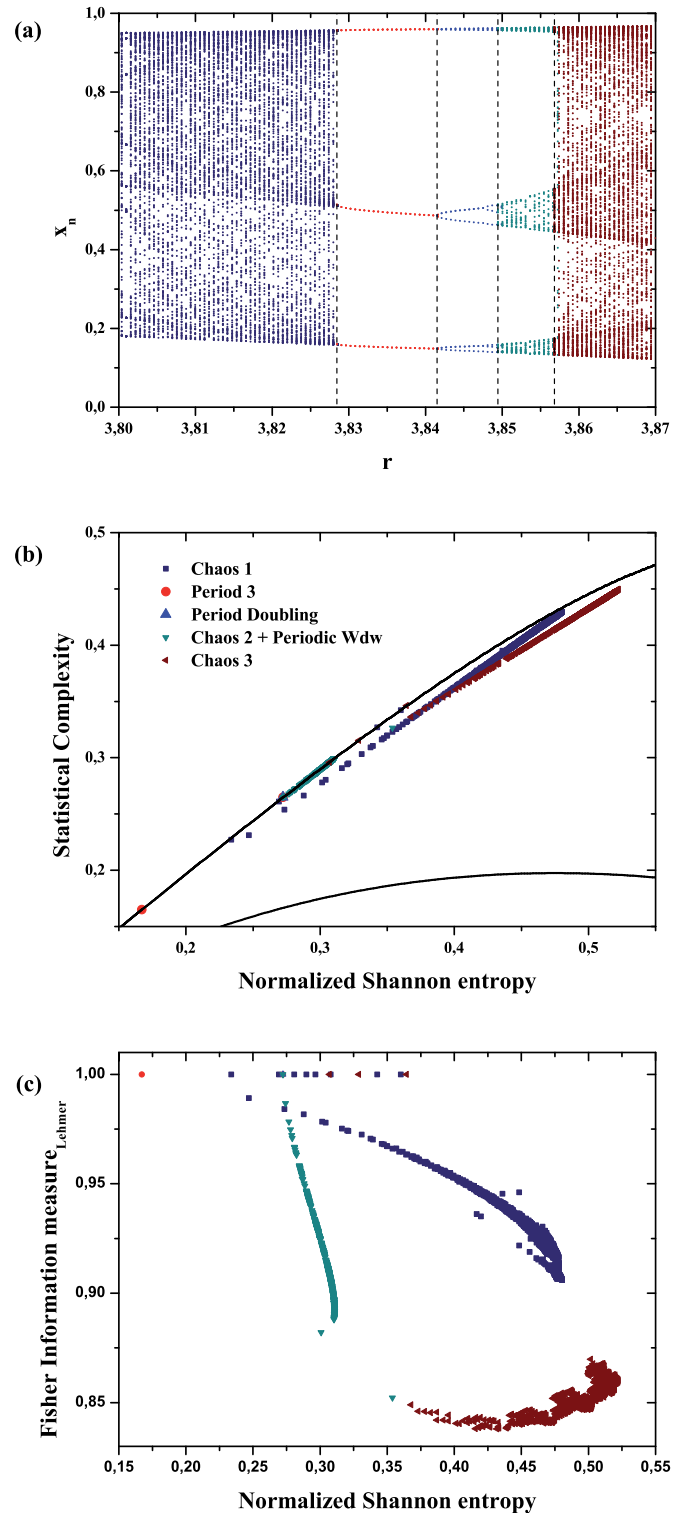 (a)
1,0
0,8
0,6
0,4
0,2
0,0
x_n
3,80 3,81 3,82 3,83 3,84 3,85 3,86 3,87
r
(b)
0,5
0,4
0,3
0,2
Statistical Complexity
Chaos 1
Period 3
Period Doubling
Chaos 2 + Periodic Wdw
Chaos 3
0,2 0,3 0,4 0,5
Normalized Shannon entropy
(c)
1,00
0,95
0,90
0,85
Fisher Information measure_Lehmer
0,15 0,20 0,25 0,30 0,35 0,40 0,45 0,50 0,55
Normalized Shannon entropy